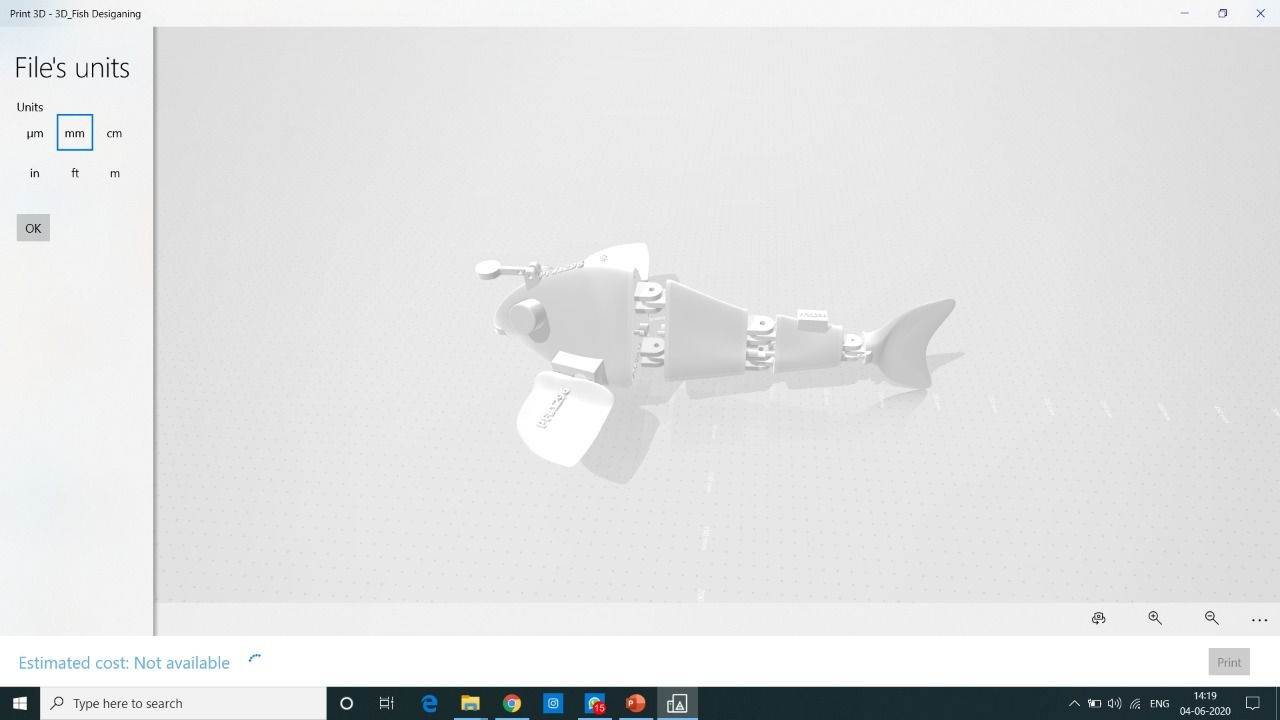 Print 3D - 3D_Fish Desiganing
File's units
Units
µm mm cm
in ft m
OK
Estimated cost: Not available
Print
Type here to search
15
ENG
14:19
04-06-2020